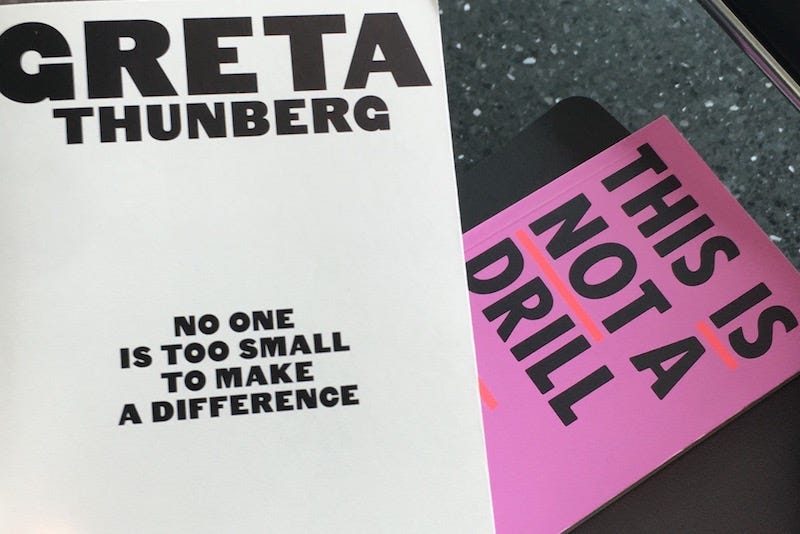 GRETA
THUNBERG
NO ONE
IS TOO SMALL
TO MAKE
A DIFFERENCE
THIS IS
NOT A
DRILL